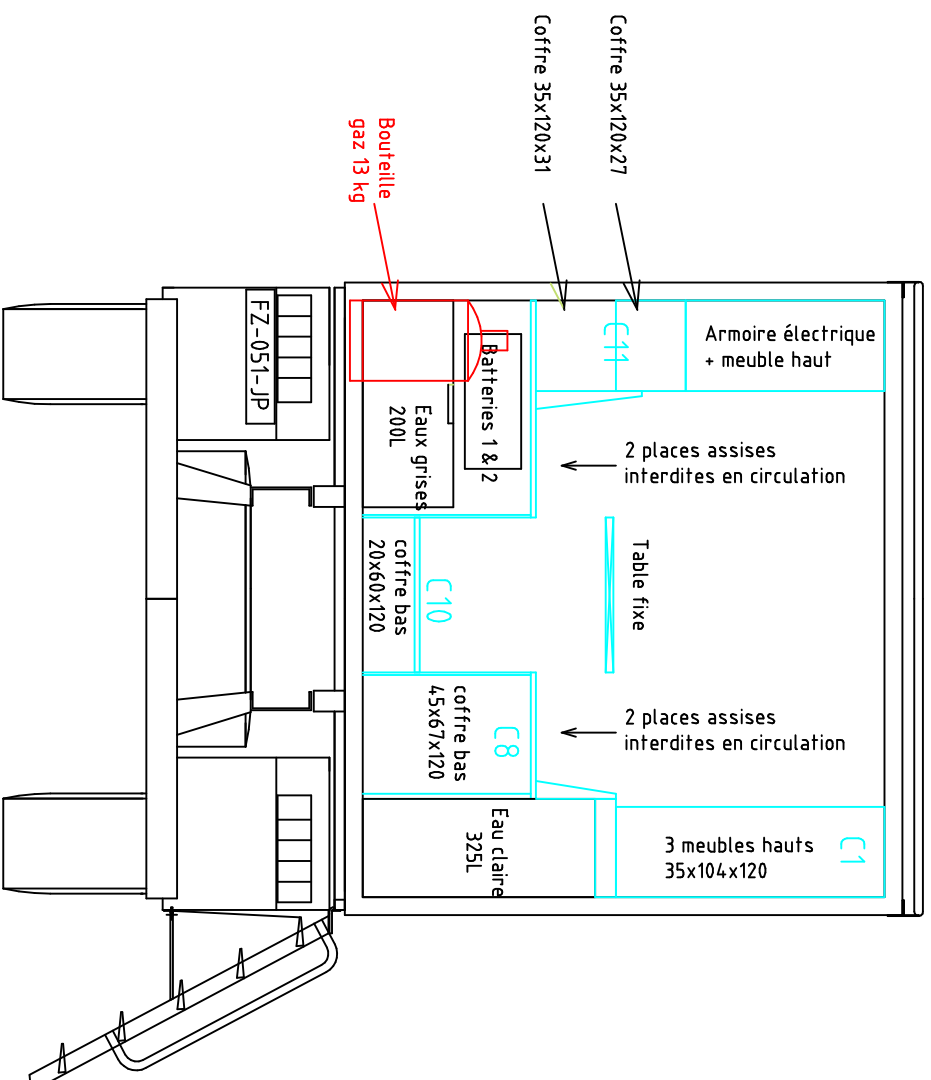 Coffre 35x120x27
Coffre 35x120x31
Bouteille
gaz 13 kg
FZ-051-JP
C11
Armoire électrique
+ meuble haut
Batteries 1 & 2
Eaux grises
200L
2 places assises
interdites en circulation
Table fixe
C10
coffre bas
20x60x120
C8
coffre bas
45x67x120
2 places assises
interdites en circulation
Eau claire
325L
3 meubles hauts
35x104x120
C1